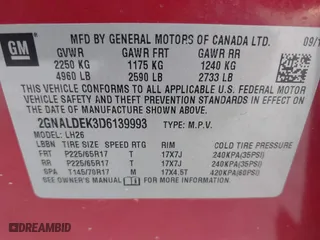 GM
MFD BY GENERAL MOTORS OF CANADA LTD. 09/1
GVWR GAWR FRT GAWR RR
2250 KG 1175 KG 1240 KG
4960 LB 2590 LB 2733 LB
THIS VEHICLE CONFORMS TO ALL APPLICABLE U.S. FEDERAL MOTOR
VEHICLE SAFETY AND THEFT PREVENTION STANDARDS IN
EFFECT ON THE DATE OF MANUFACTURE SHOWN ABOVE.
2GNALDEK3D6139993 TYPE: M.P.V.
MODEL: LH26
TIRE SIZE SPEED RTG RIM COLD TIRE PRESSURE
FRT P225/65R17 T 17X7J 240KPA(35PSI)
RR P225/65R17 T 17X7J 240KPA(35PSI)
SPA T145/70R17 M 17X4.5T 420KPA(60PSI)
SEE OWNER'S MANUAL FOR ADDITIONAL INFORMATION.